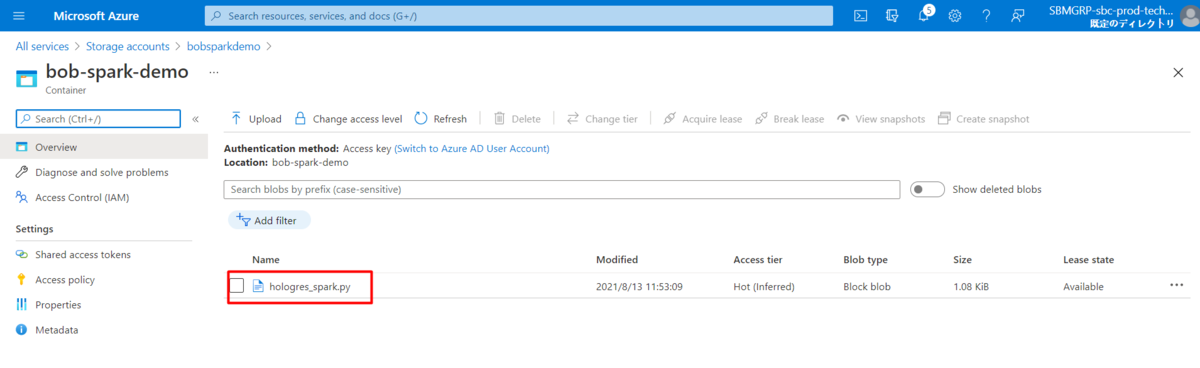 Microsoft Azure
Search resources, services, and docs (G+/)
5
SBMGRP-sbc-prod-tech...
既定のディレクトリ
All services > Storage accounts > bobsparkdemo >
bob-spark-demo ...
Container
Search (Ctrl+/) «
Overview
Diagnose and solve problems
Access Control (IAM)
Settings
Shared access tokens
Access policy
Properties
Metadata
Upload Change access level Refresh Delete Change tier Acquire lease Break lease View snapshots Create snapshot
Authentication method: Access key (Switch to Azure AD User Account)
Location: bob-spark-demo
Search blobs by prefix (case-sensitive) Show deleted blobs
Add filter
Name Modified Access tier Blob type Size Lease state
hologres_spark.py 2021/8/13 11:53:09 Hot (Inferred) Block blob 1.08 KiB Available ...